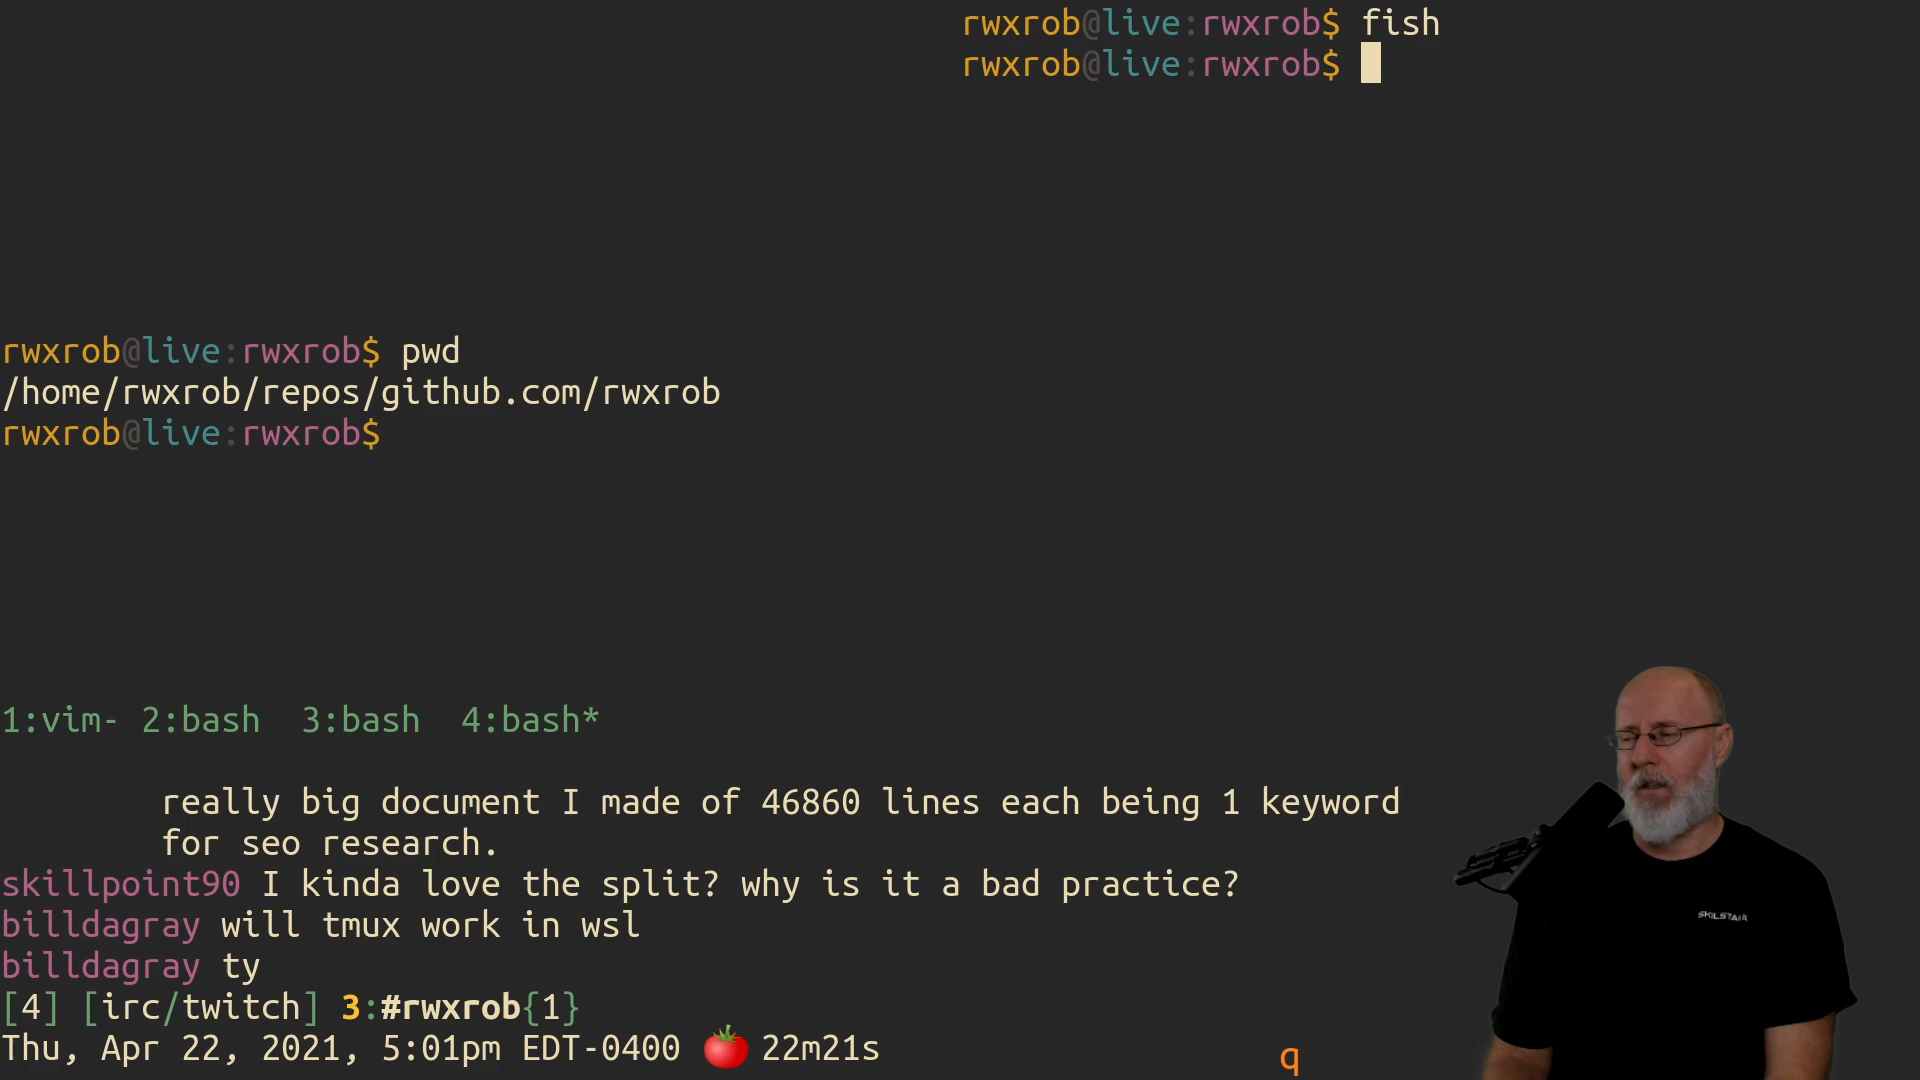 rwxrob@live:rwxrob$ fish
rwxrob@live:rwxrob$
rwxrob@live:rwxrob$ pwd
/home/rwxrob/repos/github.com/rwxrob
rwxrob@live:rwxrob$
1:vim- 2:bash  3:bash  4:bash*
really big document I made of 46860 lines each being 1 keyword
for seo research.
skillpoint90 I kinda love the split? why is it a bad practice?
billdagray will tmux work in wsl
billdagray ty
[4] [irc/twitch] 3:#rwxrob{1}
Thu, Apr 22, 2021, 5:01pm EDT-0400 🍅 22m21s
q